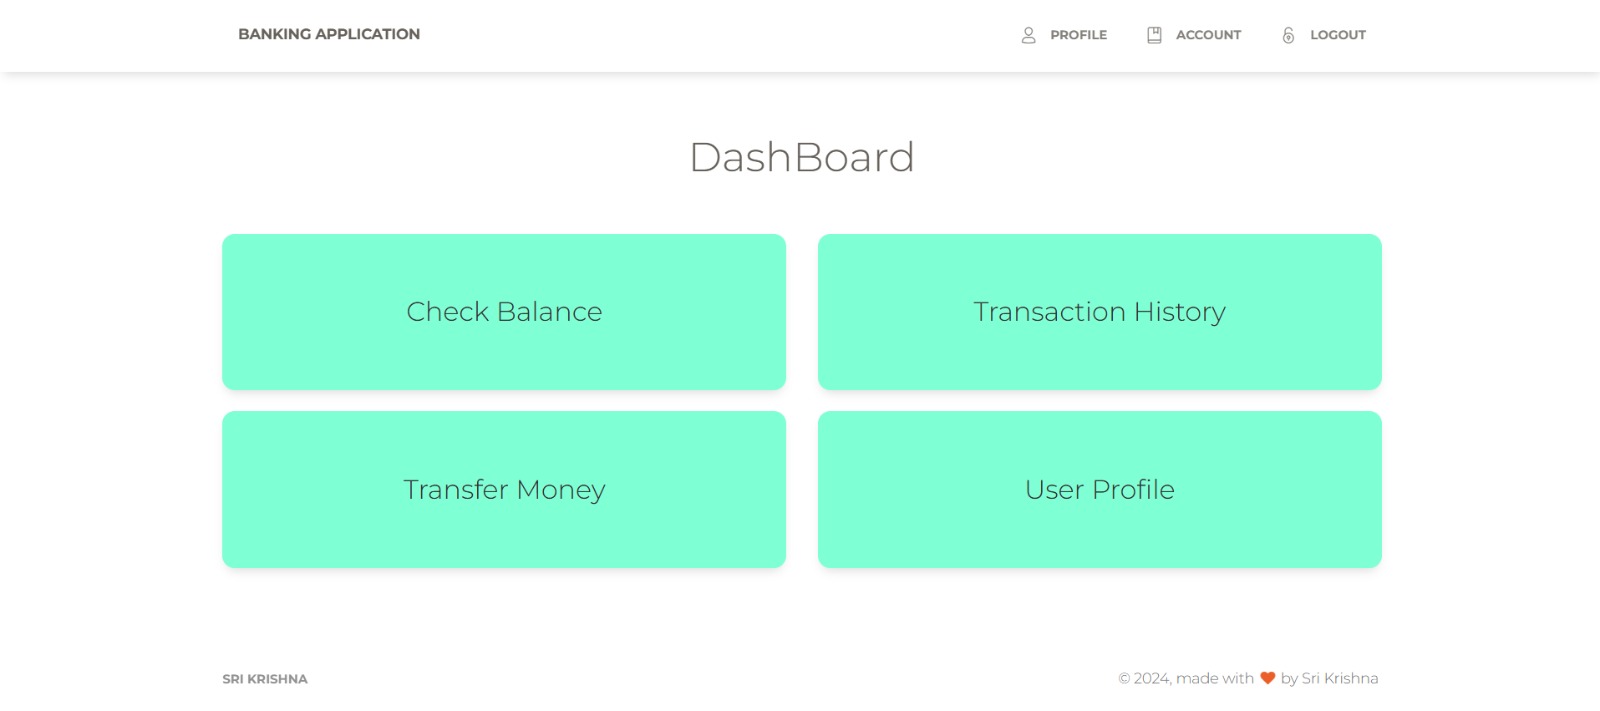 BANKING APPLICATION
PROFILE
ACCOUNT
LOGOUT
DashBoard
Check Balance
Transaction History
Transfer Money
User Profile
SRI KRISHNA
© 2024, made with ❤ by Sri Krishna